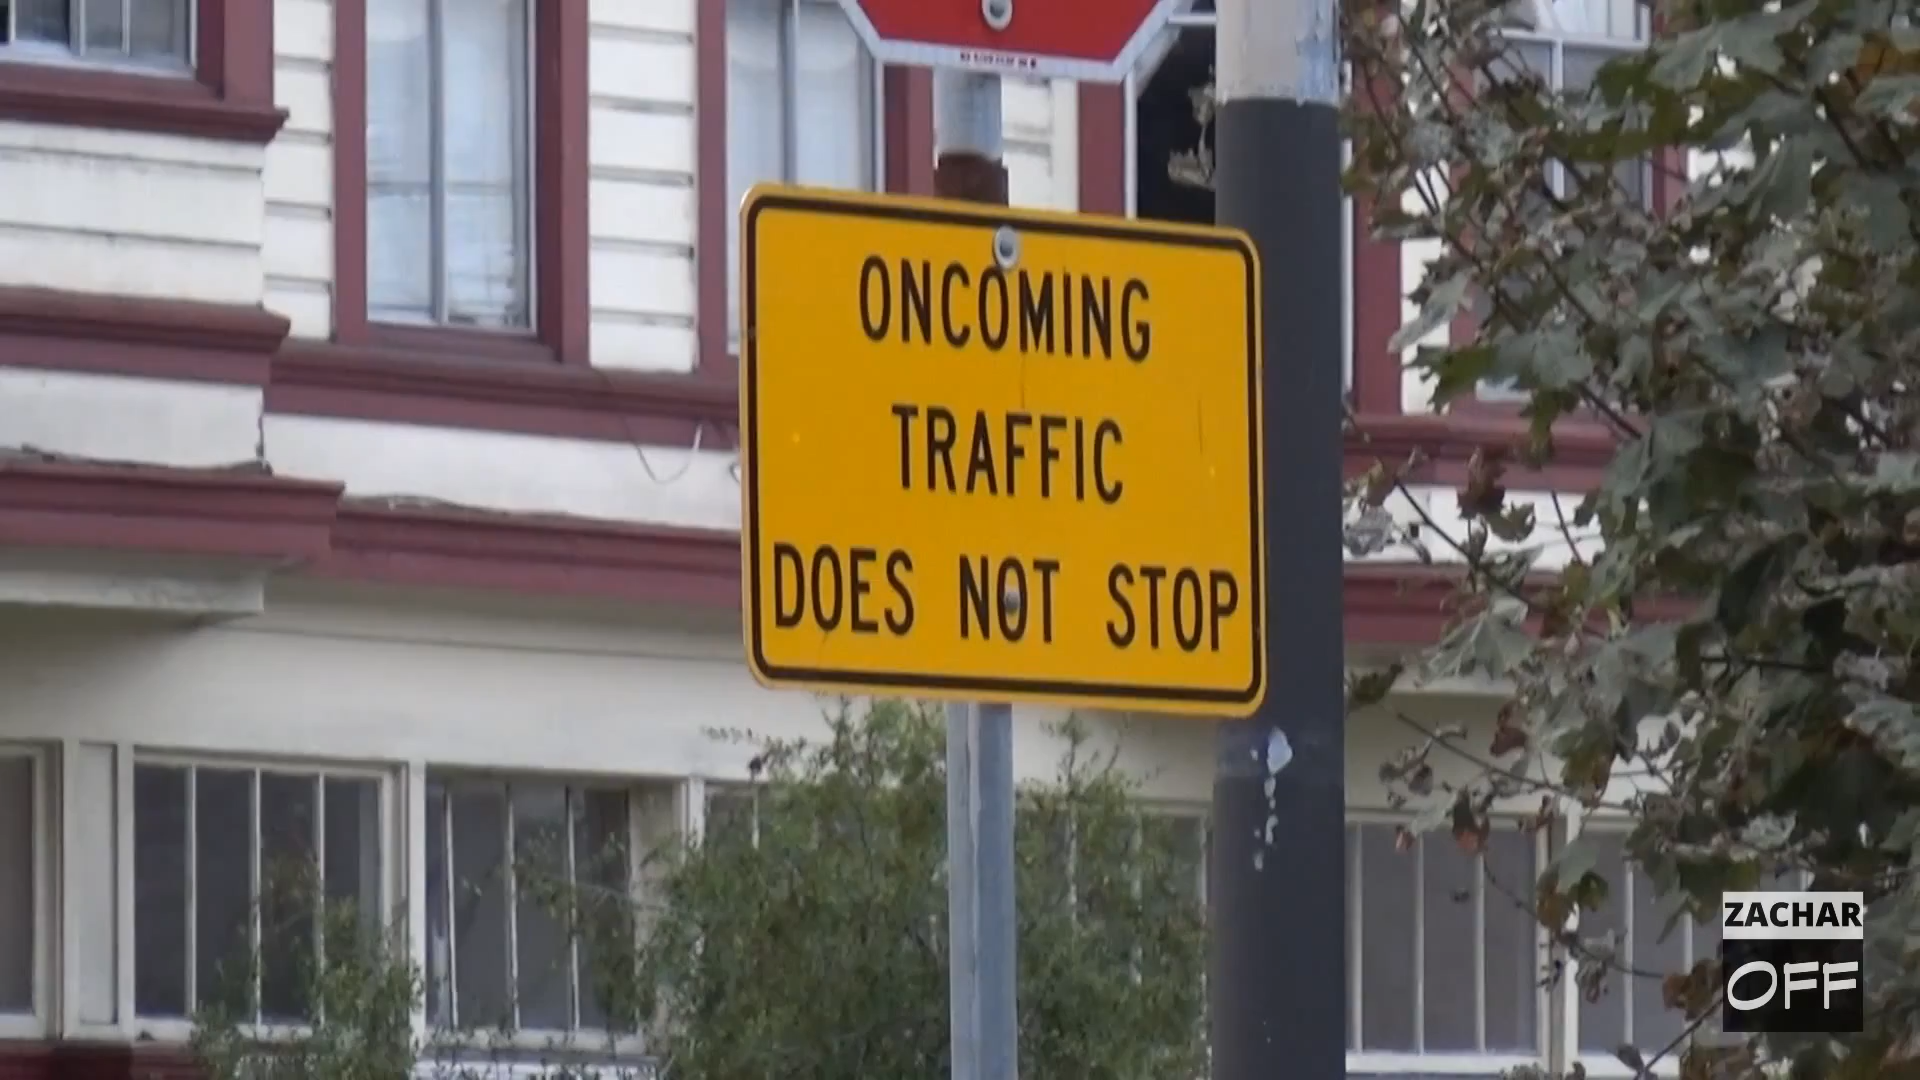 ONCOMING
TRAFFIC
DOES NOT STOP
ZACHAR
OFF